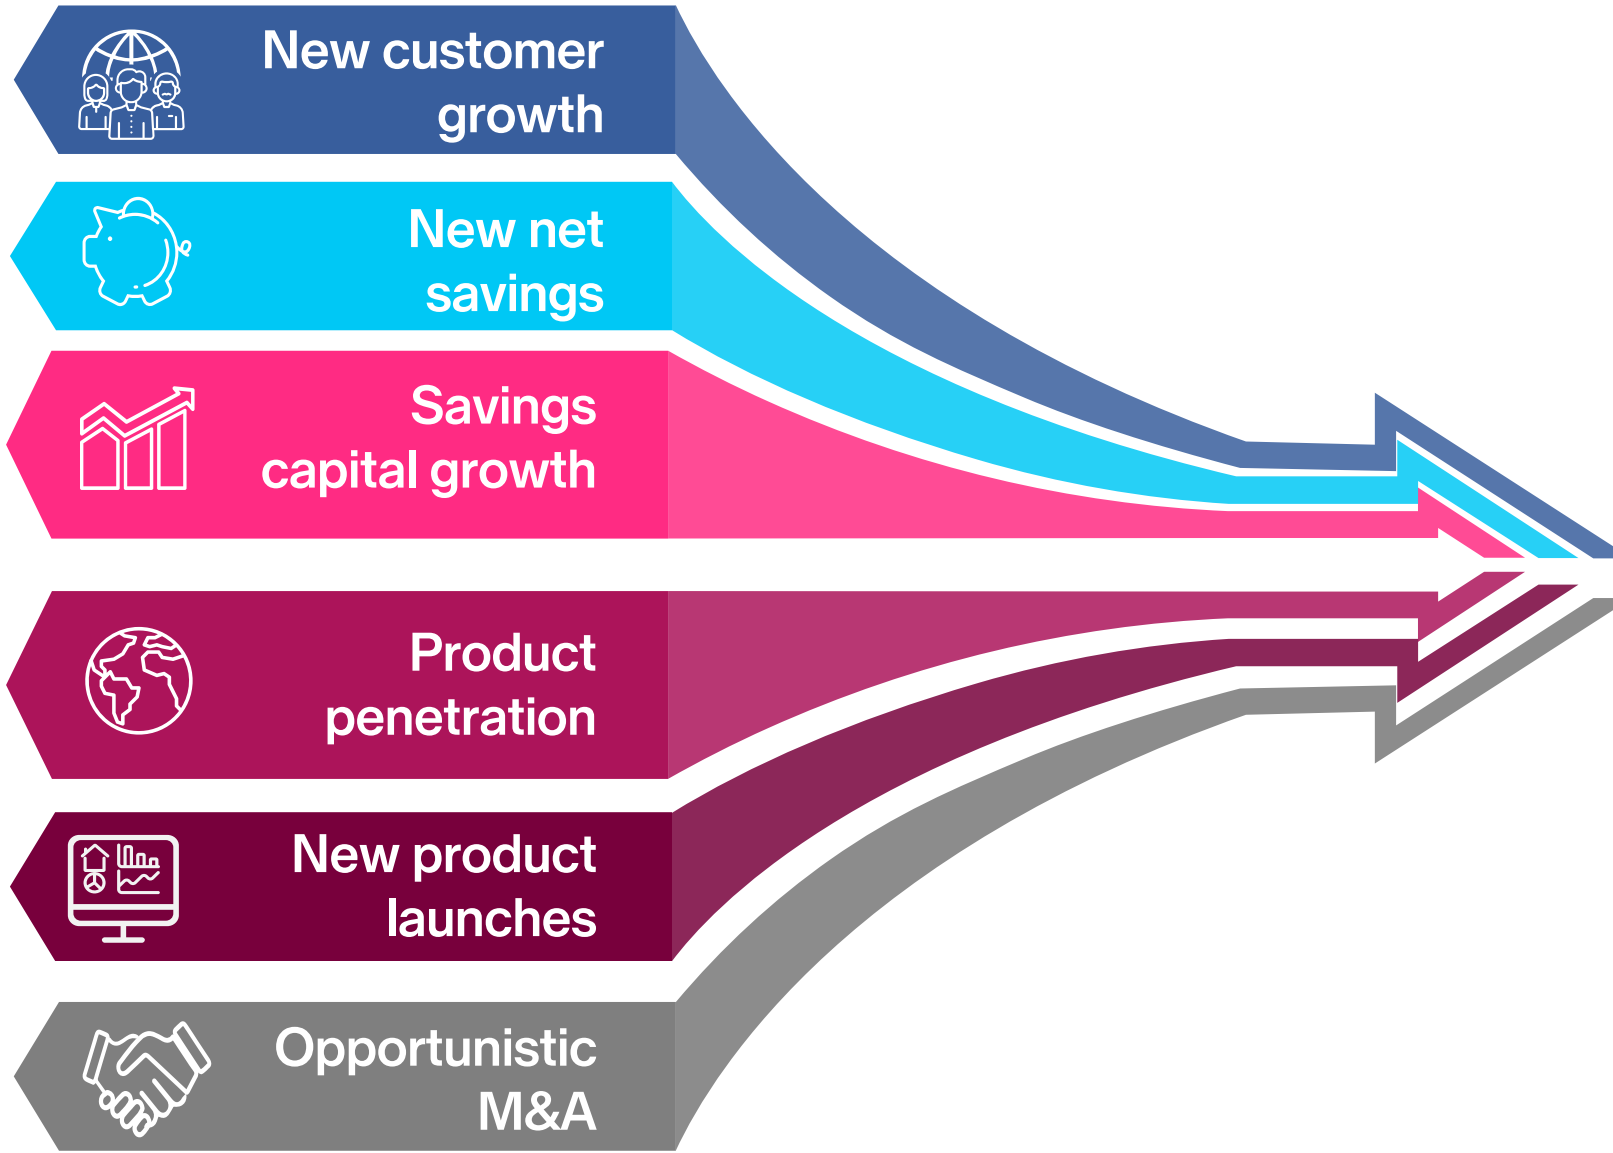 New customer
growth
New net
savings
Savings
capital growth
Product
penetration
New product
launches
Opportunistic
M&A